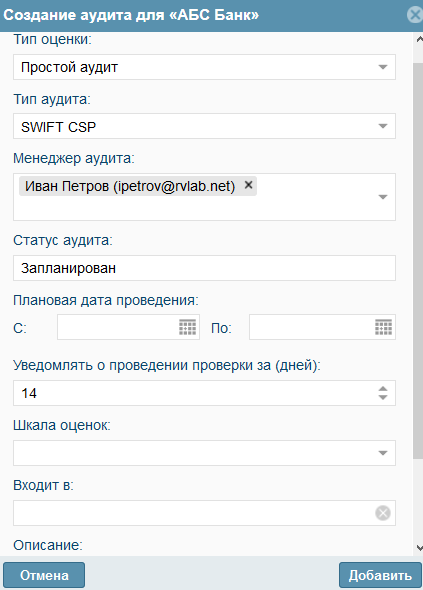 Создание аудита для «АБС Банк»
Тип оценки:
Простой аудит
Тип аудита:
SWIFT CSP
Менеджер аудита:
Иван Петров (ipetrov@rvlab.net)
Статус аудита:
Запланирован
Плановая дата проведения:
С: По:
Уведомлять о проведении проверки за (дней):
14
Шкала оценок:
Входит в:
Описание:
Отмена Добавить